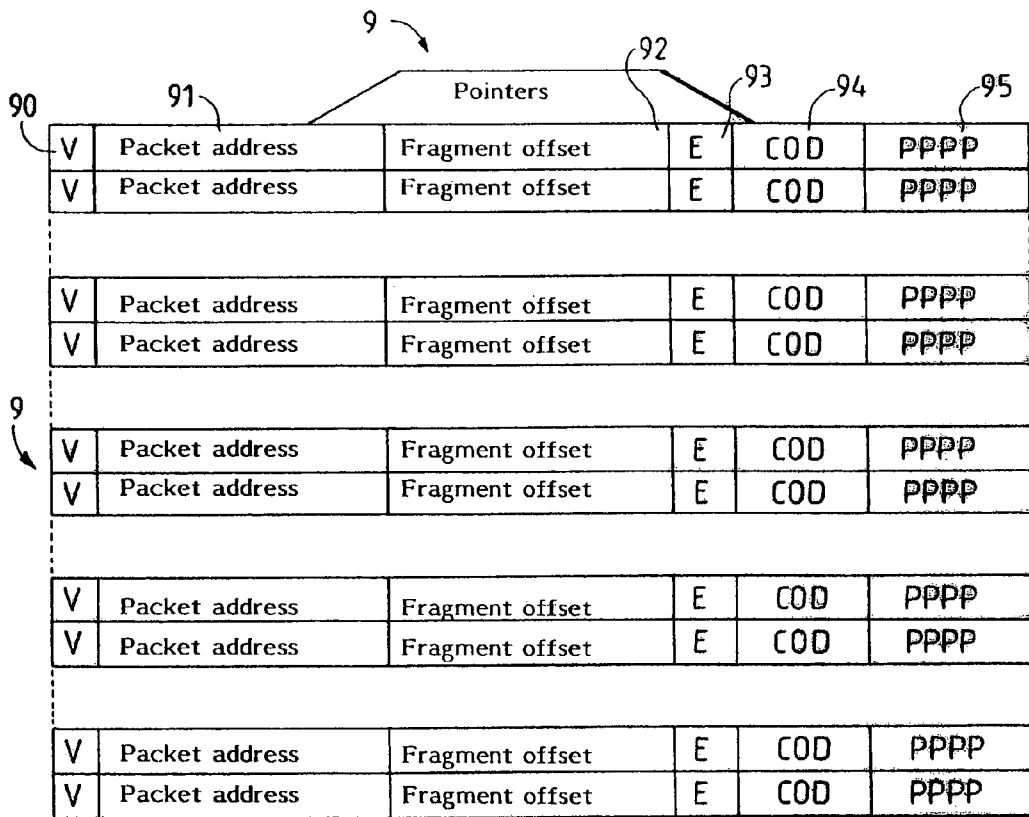 9
92
Pointers
93
94
95
91
90
V Packet address Fragment offset E COD PPPP
V Packet address Fragment offset E COD PPPP
V Packet address Fragment offset E COD PPPP
V Packet address Fragment offset E COD PPPP
9
V Packet address Fragment offset E COD PPPP
V Packet address Fragment offset E COD PPPP
V Packet address Fragment offset E COD PPPP
V Packet address Fragment offset E COD PPPP
V Packet address Fragment offset E COD PPPP
V Packet address Fragment offset E COD PPPP